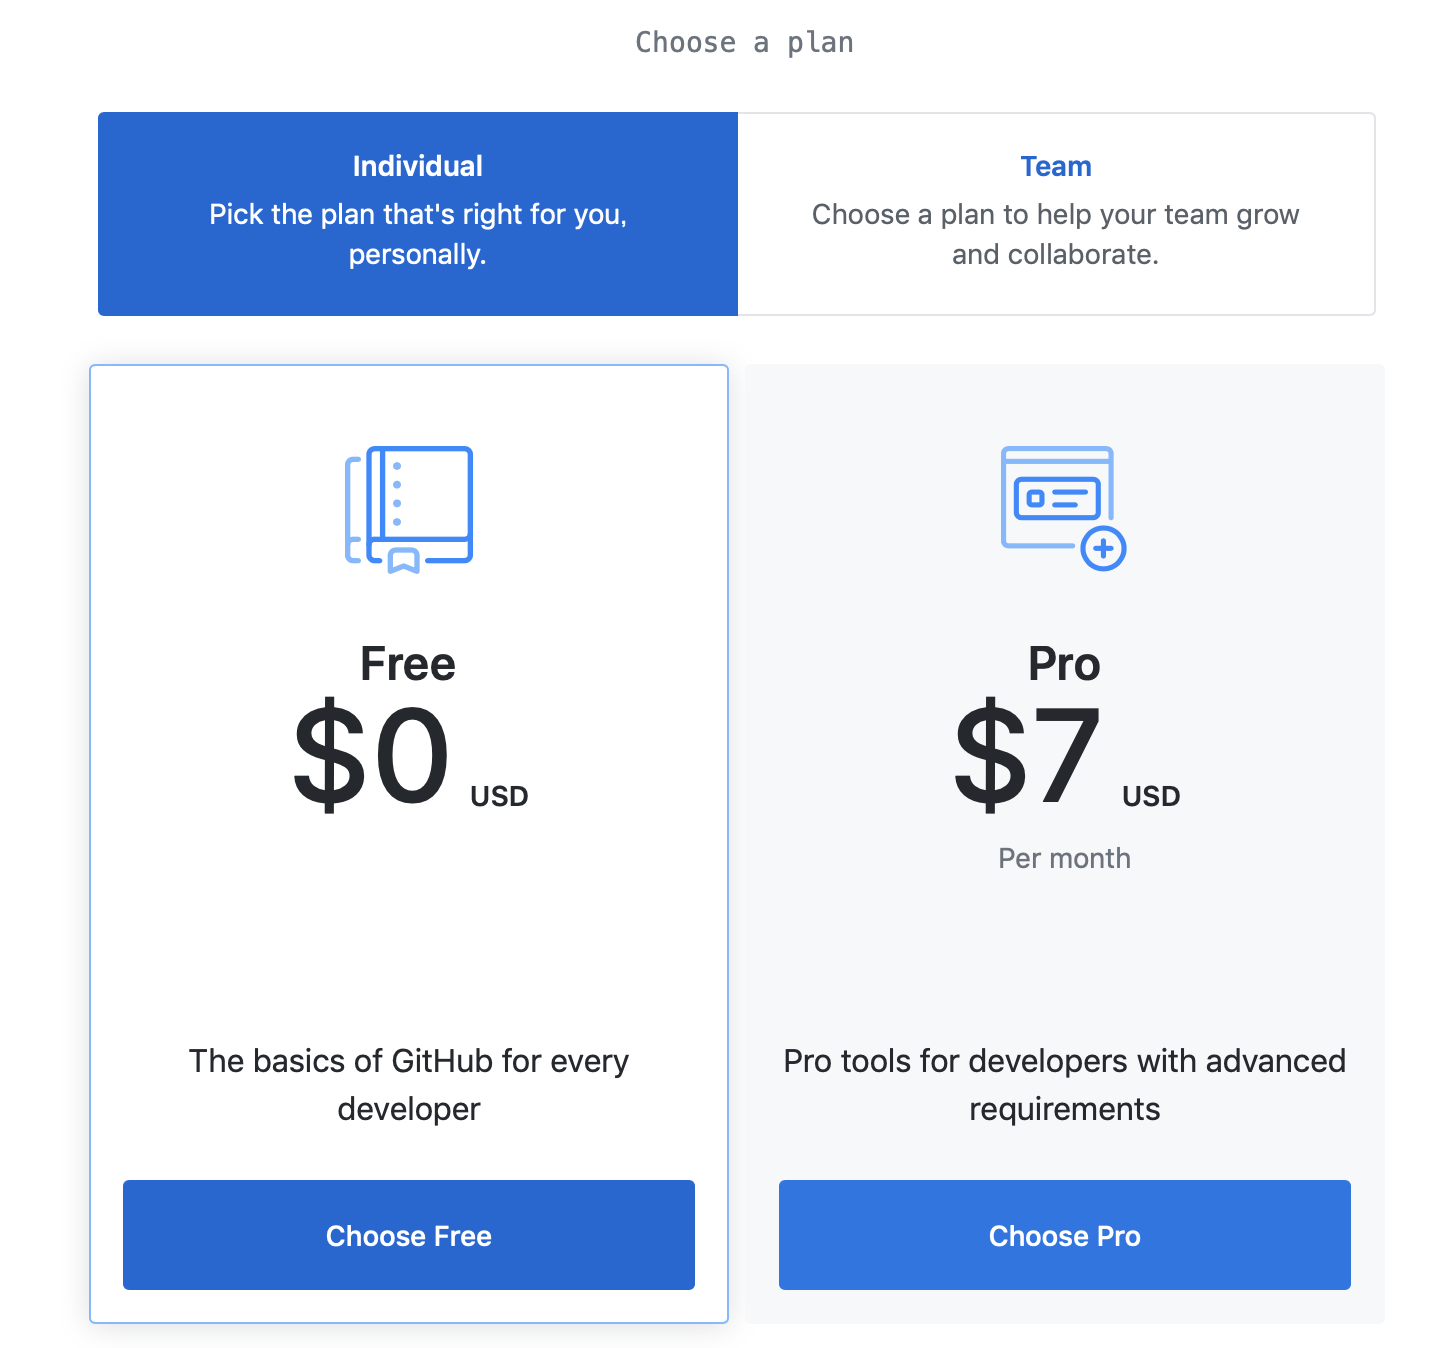 Choose a plan
Individual
Pick the plan that's right for you,
personally.
Team
Choose a plan to help your team grow
and collaborate.
Free
$0 USD
The basics of GitHub for every
developer
Choose Free
Pro
$7 USD
Per month
Pro tools for developers with advanced
requirements
Choose Pro